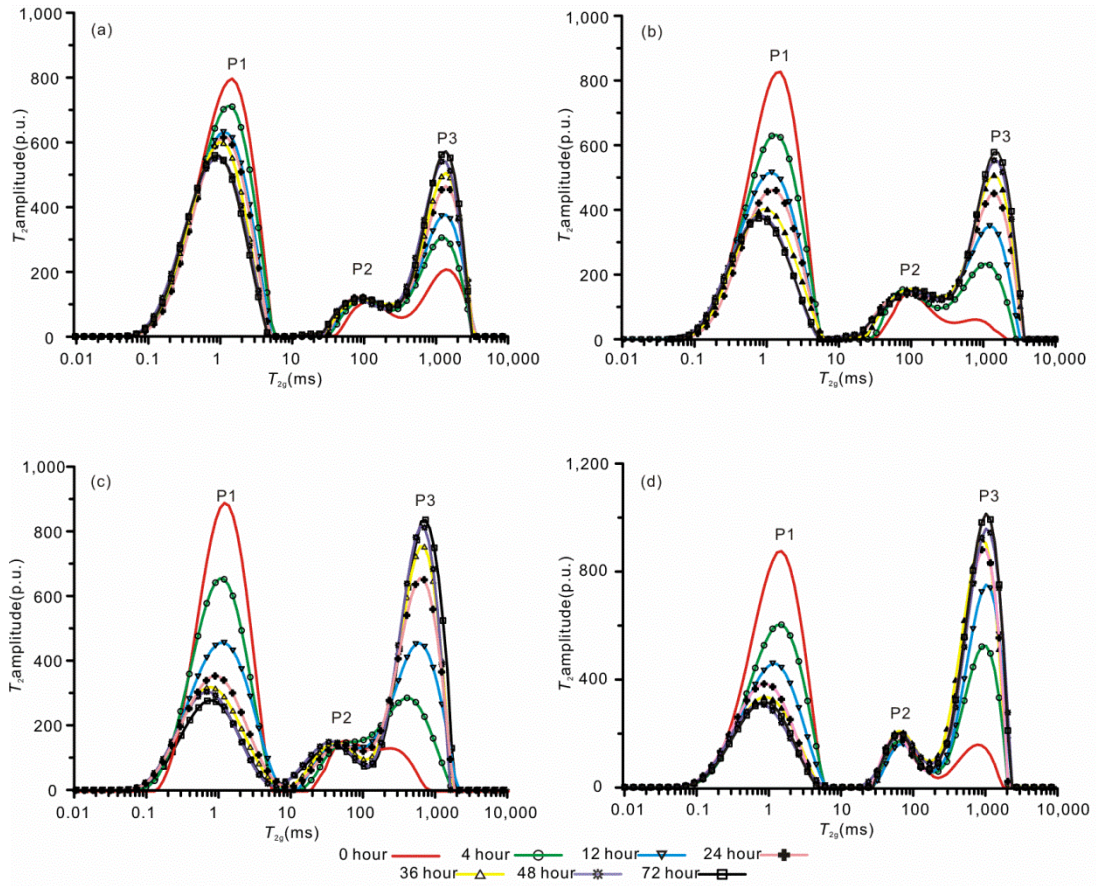 (a)
1,000
800
600
400
200
0
T2amplitude(p.u.)
P1
P2
P3
0.01 0.1 1 10 100 1,000 10,000
T2g(ms)
(b)
1,000
800
600
400
200
0
T2amplitude(p.u.)
P1
P2
P3
0.01 0.1 1 10 100 1,000 10,000
T2g(ms)
(c)
1,000
800
600
400
200
0
T2amplitude(p.u.)
P1
P2
P3
0.01 0.1 1 10 100 1,000 10,000
T2g(ms)
(d)
1,200
800
400
0
T2amplitude(p.u.)
P1
P2
P3
0.01 0.1 1 10 100 1,000 10,000
T2g(ms)
0 hour 4 hour 12 hour 24 hour
36 hour 48 hour 72 hour